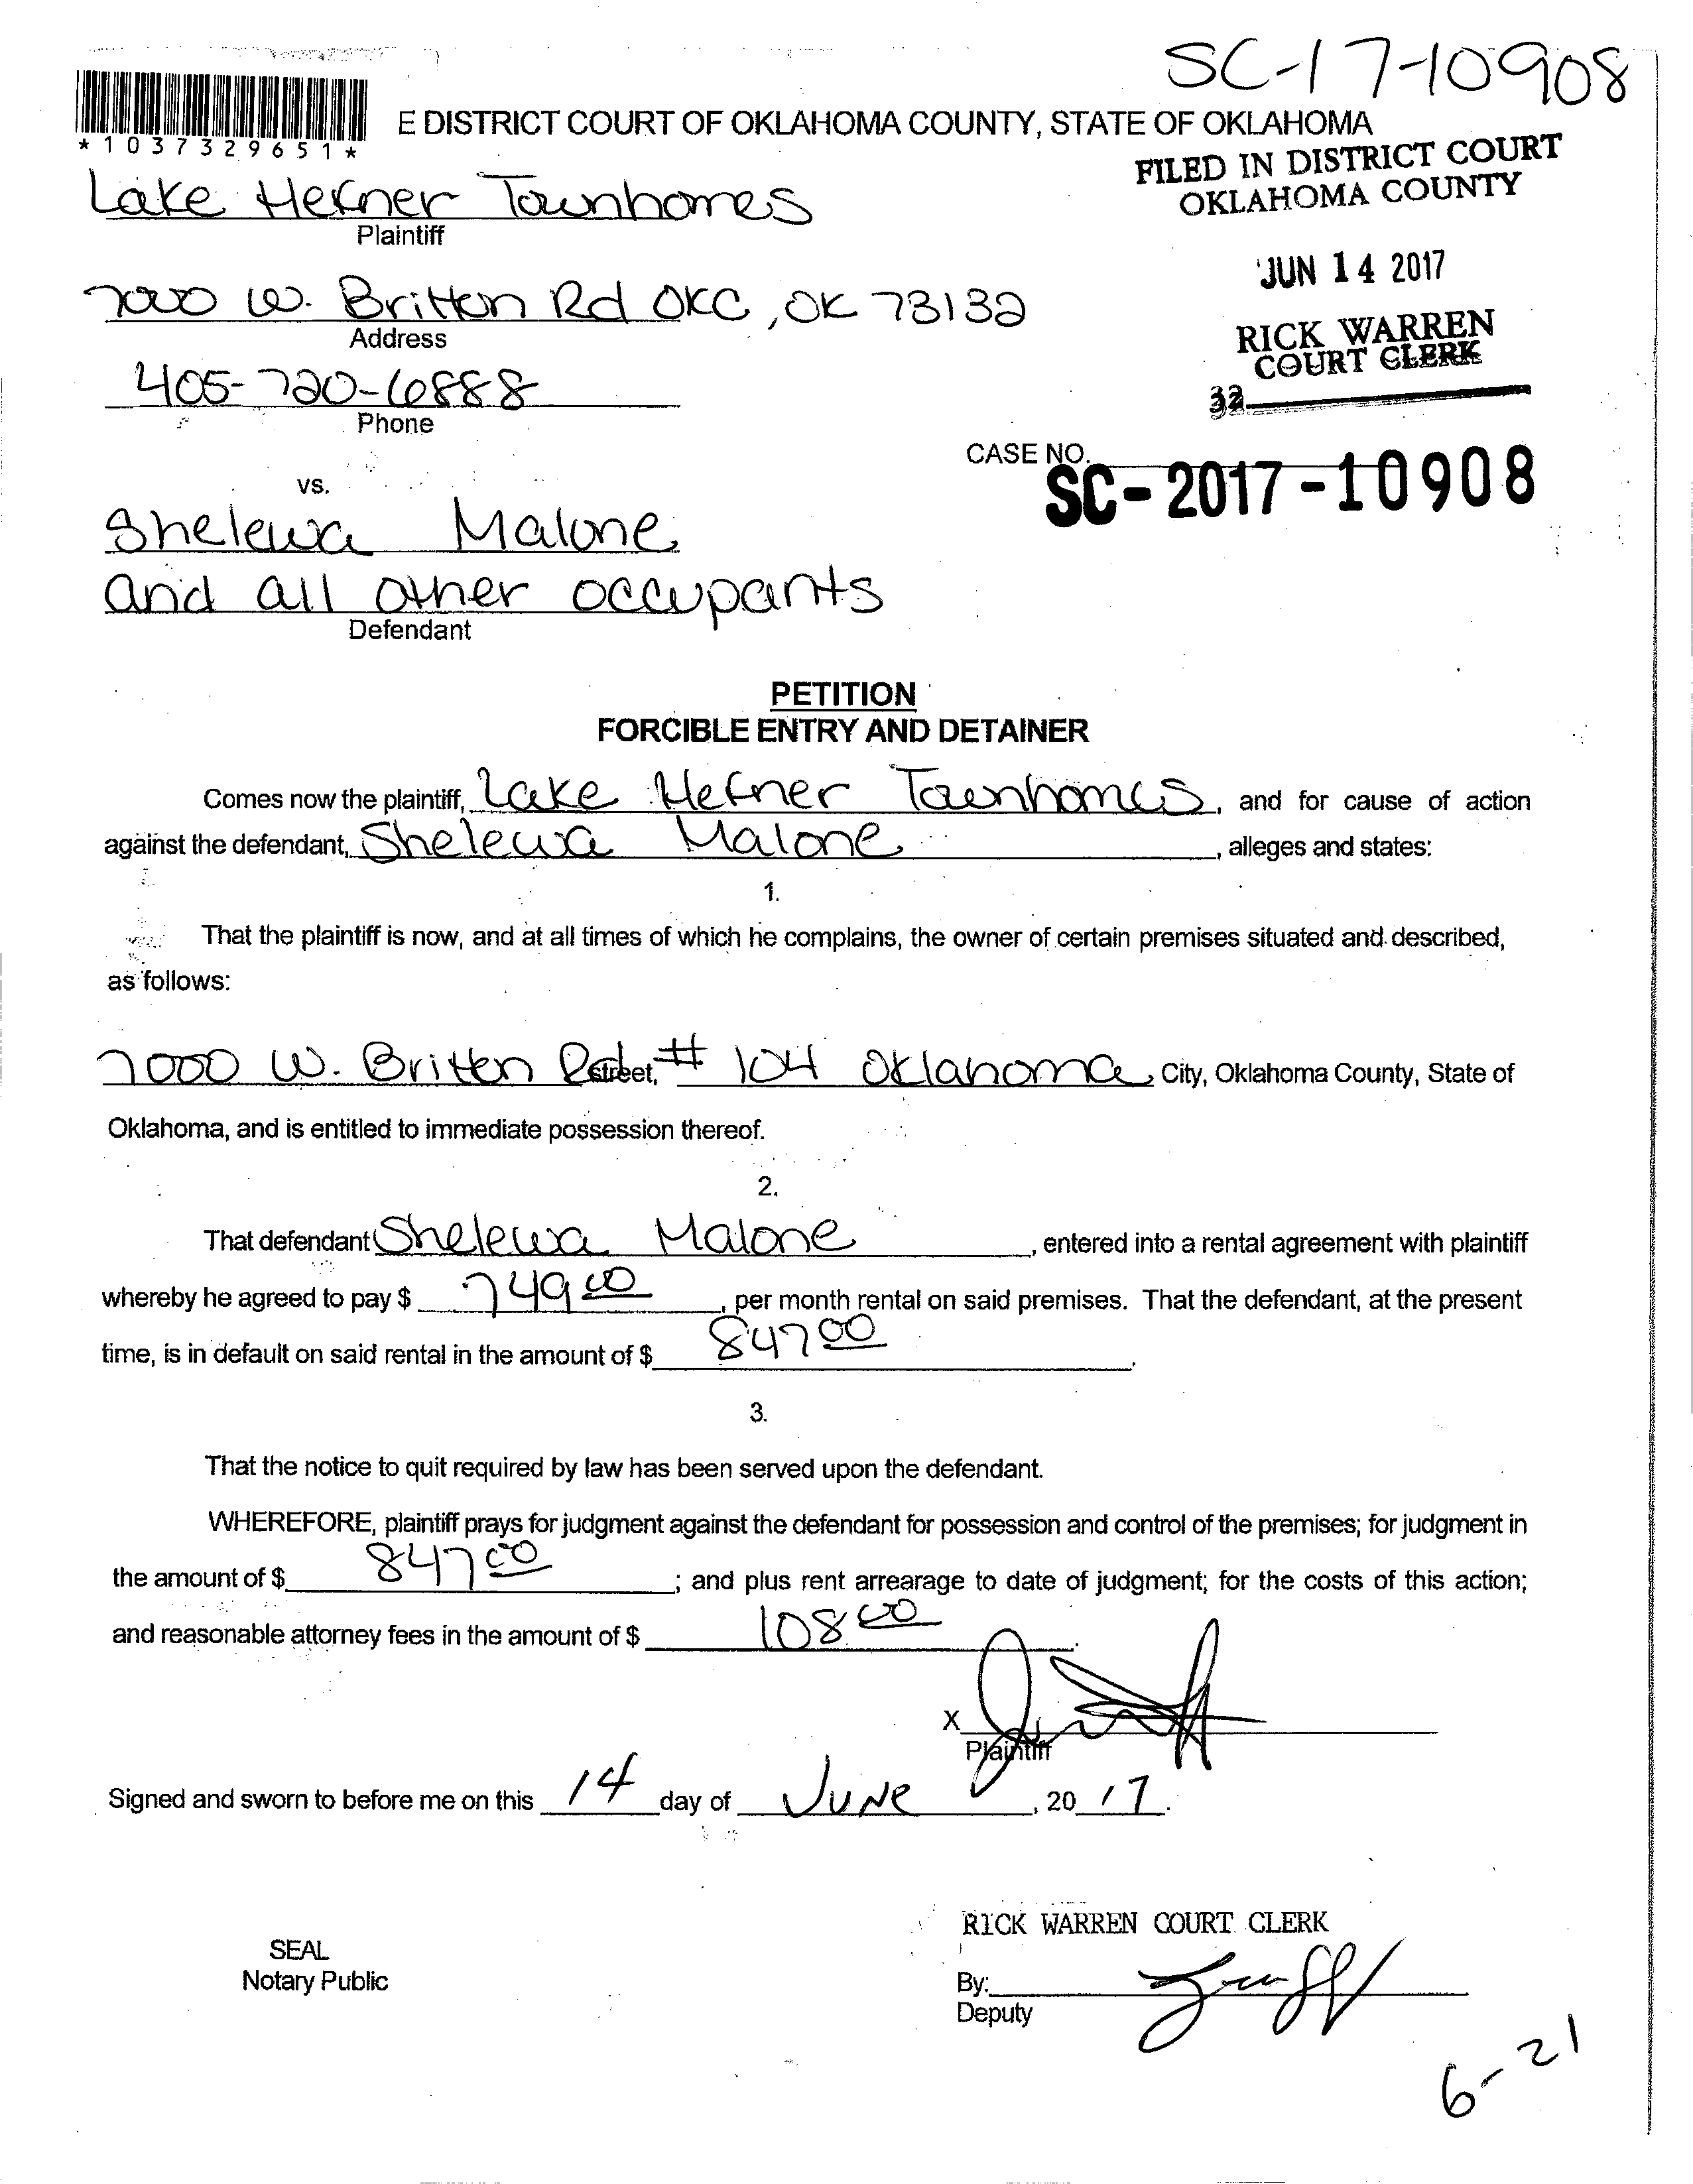 SC-17-10908
E DISTRICT COURT OF OKLAHOMA COUNTY, STATE OF OKLAHOMA
*1037329651*
FILED IN DISTRICT COURT
OKLAHOMA COUNTY
Lake Hefner Townhomes
Plaintiff
JUN 14 2017
7000 W. Britton Rd OKC, OK 73132
Address
RICK WARREN
COURT CLERK
405-720-6888
Phone
32
CASE NO.
SC-2017-10908
vs.
Shelewa Malone
and all other occupants
Defendant
PETITION
FORCIBLE ENTRY AND DETAINER
Comes now the plaintiff, Lake Hefner Townhomes, and for cause of action
against the defendant, Shelewa Malone, alleges and states:
1.
That the plaintiff is now, and at all times of which he complains, the owner of certain premises situated and described,
as follows:
7000 W. Britton Rd street, # 104 Oklahoma City, Oklahoma County, State of
Oklahoma, and is entitled to immediate possession thereof.
2.
That defendant Shelewa Malone, entered into a rental agreement with plaintiff
whereby he agreed to pay $ 749 00, per month rental on said premises. That the defendant, at the present
time, is in default on said rental in the amount of $ 847 00.
3.
That the notice to quit required by law has been served upon the defendant.
WHEREFORE, plaintiff prays for judgment against the defendant for possession and control of the premises; for judgment in
the amount of $ 847 00; and plus rent arrearage to date of judgment; for the costs of this action;
and reasonable attorney fees in the amount of $ 108 00.
X
Plaintiff
Signed and sworn to before me on this 14 day of June, 20 17.
RICK WARREN COURT CLERK
SEAL
Notary Public
By:
Deputy
6-21